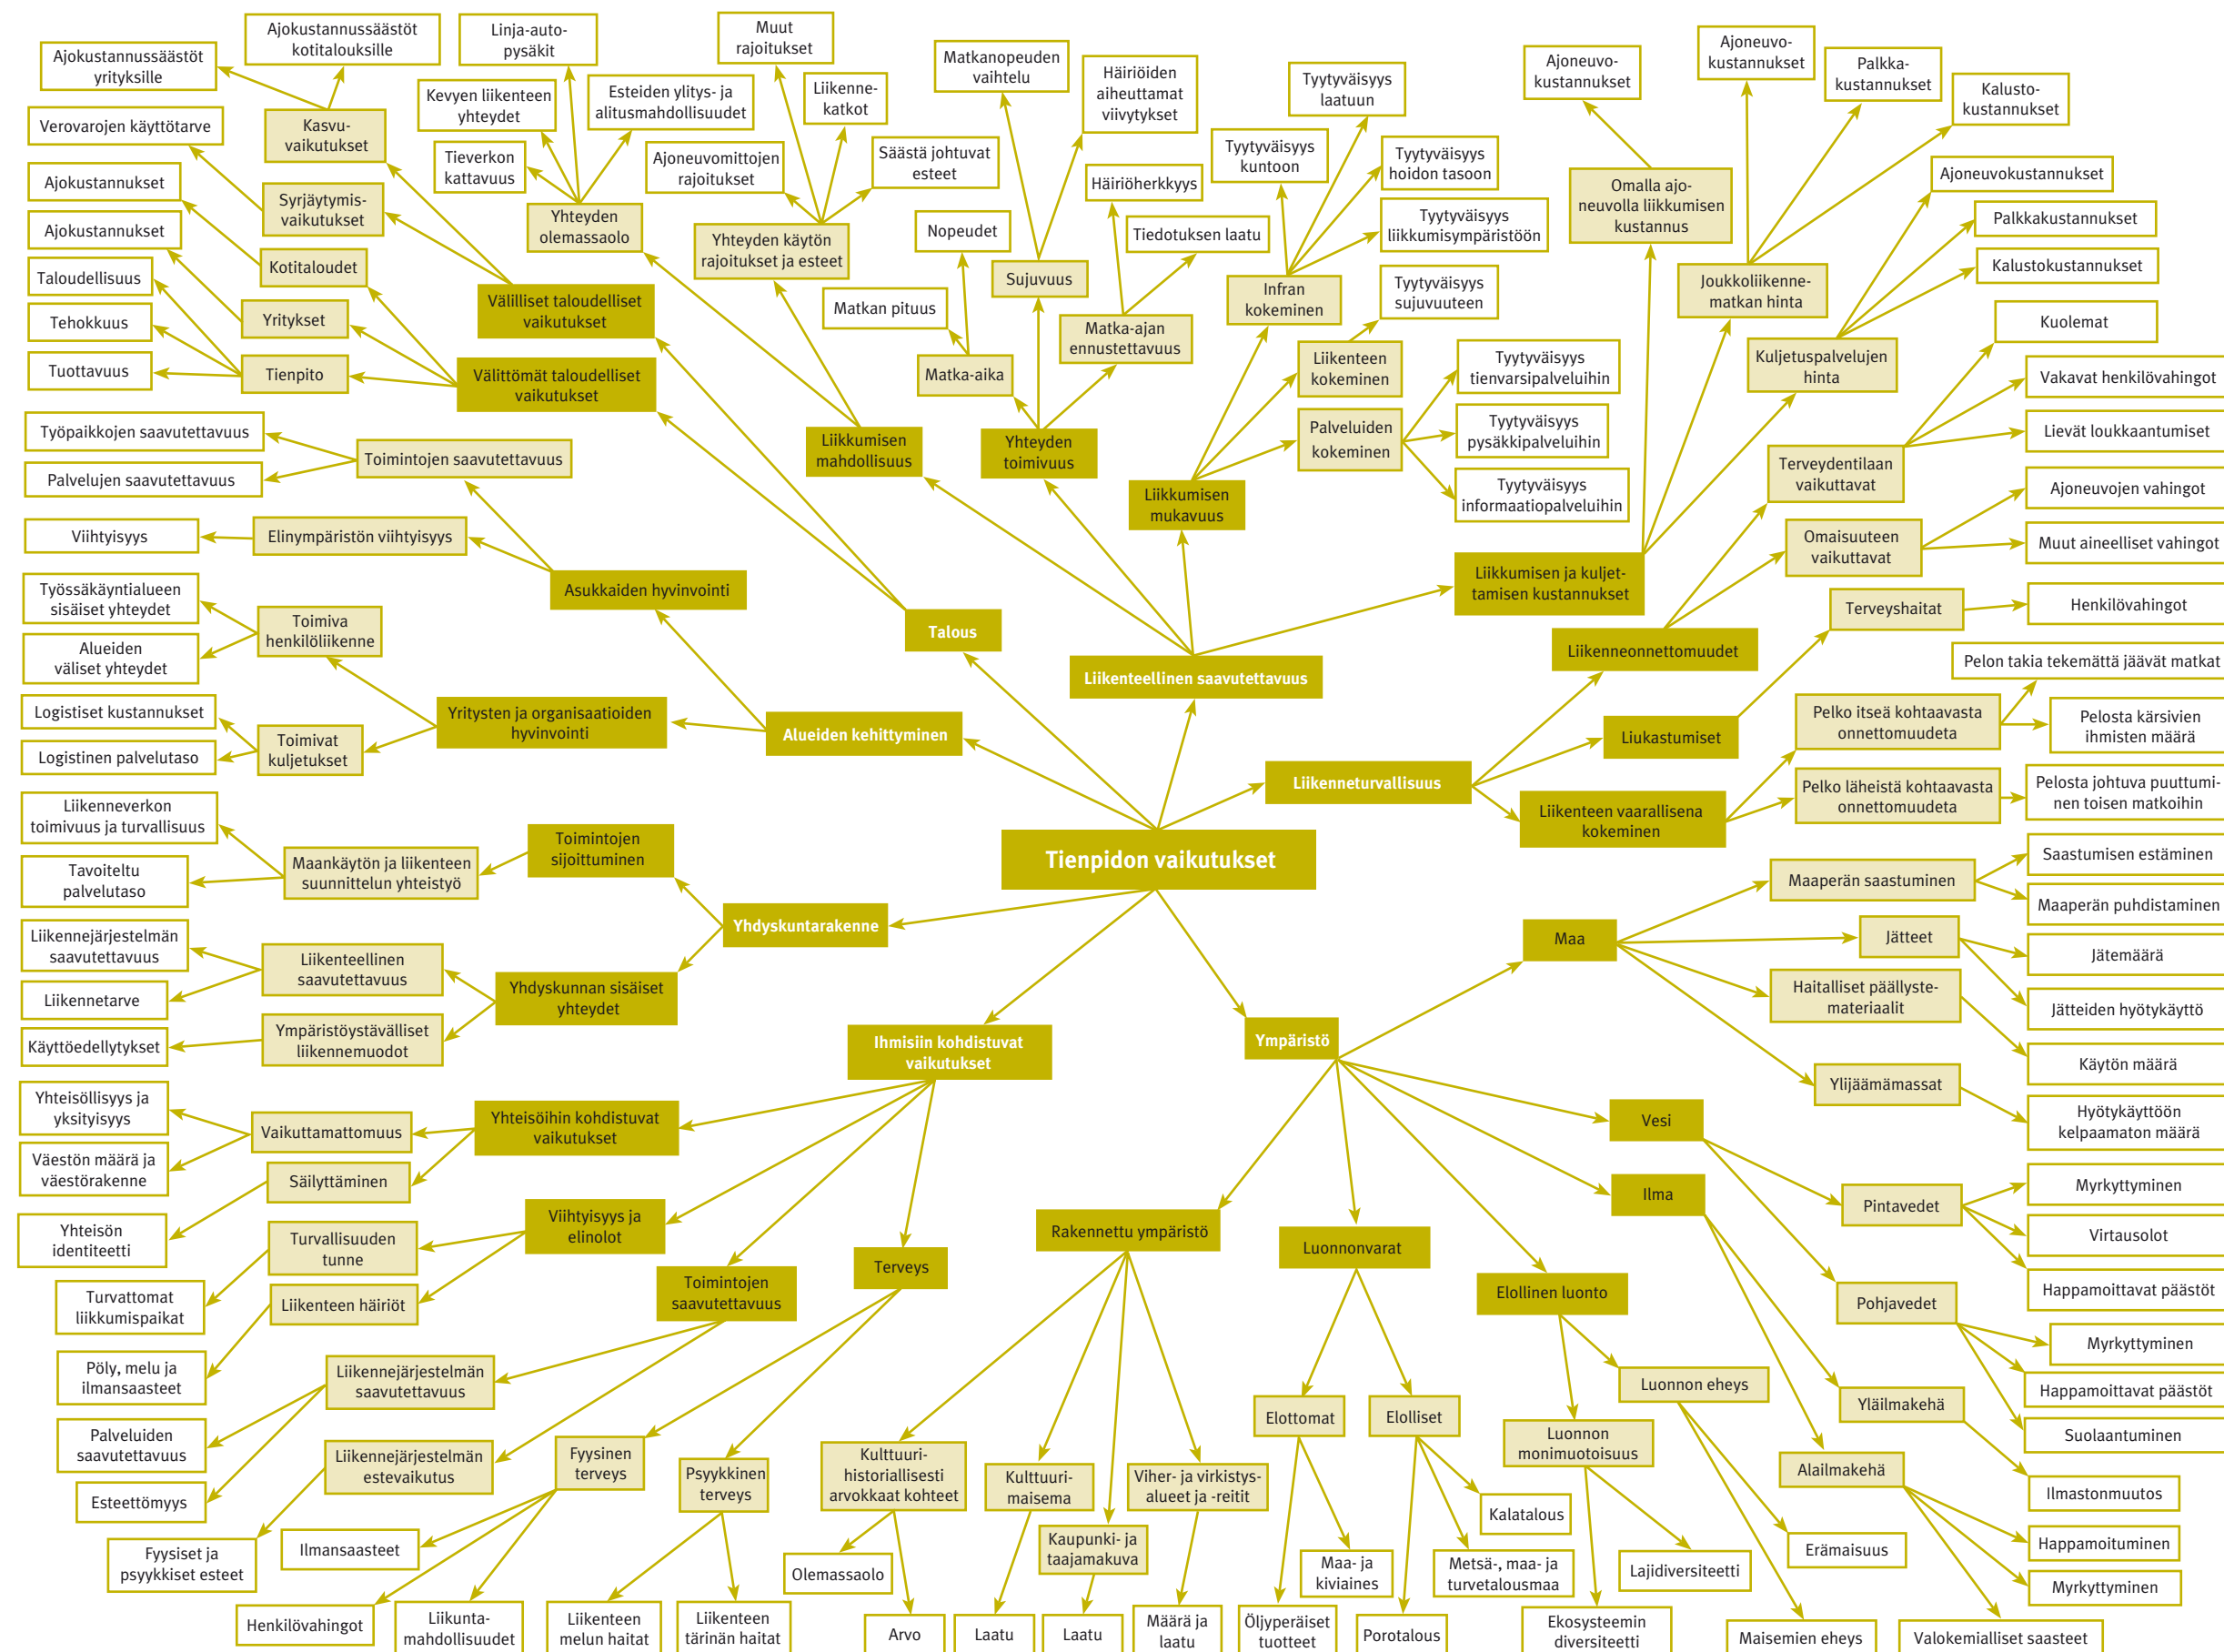 Ajokustannussäästöt
yrityksille
Ajokustannussäästöt
kotitalouksille
Verovarojen käyttötarve
Kasvu-
vaikutukset
Ajokustannukset
Syrjäytymis-
vaikutukset
Ajokustannukset
Kotitaloudet
Taloudellisuus
Yritykset
Tehokkuus
Tuottavuus
Tienpito
Välilliset taloudelliset
vaikutukset
Välittömät taloudelliset
vaikutukset
Linja-auto-
pysäkit
Kevyen liikenteen
yhteydet
Esteiden ylitys- ja
alitusmahdollisuudet
Tieverkon
kattavuus
Yhteyden
olemassaolo
Muut
rajoitukset
Liikenne-
katkot
Ajoneuvomittojen
rajoitukset
Säästä johtuvat
esteet
Yhteyden käytön
rajoitukset ja esteet
Liikkumisen
mahdollisuus
Matkanopeuden
vaihtelu
Häiriöiden
aiheuttamat
viivytykset
Häiriöherkkyys
Nopeudet
Tiedotuksen laatu
Sujuvuus
Matkan pituus
Matka-ajan
ennustettavuus
Matka-aika
Yhteyden
toimivuus
Tyytyväisyys
laatuun
Tyytyväisyys
kuntoon
Tyytyväisyys
hoidon tasoon
Tyytyväisyys
liikkumisympäristöön
Infran
kokeminen
Tyytyväisyys
sujuvuuteen
Liikenteen
kokeminen
Tyytyväisyys
tienvarsipalveluihin
Palveluiden
kokeminen
Tyytyväisyys
pysäkkipalveluihin
Tyytyväisyys
informaatiopalveluihin
Liikkumisen
mukavuus
Ajoneuvo-
kustannukset
Omalla ajo-
neuvolla liikkumisen
kustannus
Ajoneuvo-
kustannukset
Palkka-
kustannukset
Kalusto-
kustannukset
Joukkoliikenne-
matkan hinta
Ajoneuvokustannukset
Palkkakustannukset
Kalustokustannukset
Kuljetuspalvelujen
hinta
Liikkumisen ja kuljet-
tamisen kustannukset
Kuolemat
Vakavat henkilövahingot
Lievät loukkaantumiset
Terveydentilaan
vaikuttavat
Ajoneuvojen vahingot
Omaisuuteen
vaikuttavat
Muut aineelliset vahingot
Terveyshaitat
Henkilövahingot
Liikenneonnettomuudet
Pelon takia tekemättä jäävät matkat
Pelko itseä kohtaavasta
onnettomuudeta
Pelosta kärsivien
ihmisten määrä
Liukastumiset
Pelko läheistä kohtaavasta
onnettomuudeta
Pelosta johtuva puuttumi-
nen toisen matkoihin
Liikenteen vaarallisena
kokeminen
Liikenneturvallisuus
Liikenteellinen saavutettavuus
Talous
Alueiden kehittyminen
Työpaikkojen saavutettavuus
Toimintojen saavutettavuus
Palvelujen saavutettavuus
Viihtyisyys
Elinympäristön viihtyisyys
Asukkaiden hyvinvointi
Työssäkäyntialueen
sisäiset yhteydet
Toimiva
henkilöliikenne
Alueiden
väliset yhteydet
Logistiset kustannukset
Yritysten ja organisaatioiden
hyvinvointi
Toimivat
kuljetukset
Logistinen palvelutaso
Tienpidon vaikutukset
Liikenneverkon
toimivuus ja turvallisuus
Toimintojen
sijoittuminen
Maankäytön ja liikenteen
suunnittelun yhteistyö
Tavoiteltu
palvelutaso
Yhdyskuntarakenne
Liikennejärjestelmän
saavutettavuus
Liikenteellinen
saavutettavuus
Liikennetarve
Yhdyskunnan sisäiset
yhteydet
Ympäristöystävälliset
liikennemuodot
Käyttöedellytykset
Ihmisiin kohdistuvat
vaikutukset
Yhteisöllisyys ja
yksityisyys
Vaikuttamattomuus
Yhteisöihin kohdistuvat
vaikutukset
Väestön määrä ja
väestörakenne
Säilyttäminen
Yhteisön
identiteetti
Viihtyisyys ja
elinolot
Turvallisuuden
tunne
Turvattomat
liikkumispaikat
Liikenteen häiriöt
Pöly, melu ja
ilmansaasteet
Toimintojen
saavutettavuus
Terveys
Liikennejärjestelmän
saavutettavuus
Palveluiden
saavutettavuus
Esteettömyys
Liikennejärjestelmän
estevaikutus
Fyysiset ja
psyykkiset esteet
Fyysinen
terveys
Psyykkinen
terveys
Ilmansaasteet
Henkilövahingot
Liikunta-
mahdollisuudet
Liikenteen
melun haitat
Liikenteen
tärinän haitat
Ympäristö
Maa
Maaperän saastuminen
Saastumisen estäminen
Maaperän puhdistaminen
Jätteet
Jätemäärä
Haitalliset päällyste-
materiaalit
Jätteiden hyötykäyttö
Käytön määrä
Ylijäämämassat
Hyötykäyttöön
kelpaamaton määrä
Vesi
Pintavedet
Myrkyttyminen
Virtausolot
Happamoittavat päästöt
Pohjavedet
Myrkyttyminen
Happamoittavat päästöt
Suolaantuminen
Ilma
Yläilmakehä
Ilmastonmuutos
Alailmakehä
Happamoituminen
Myrkyttyminen
Valokemialliset saasteet
Rakennettu ympäristö
Kulttuuri-
historiallisesti
arvokkaat kohteet
Olemassaolo
Arvo
Kulttuuri-
maisema
Laatu
Kaupunki- ja
taajamakuva
Laatu
Viher- ja virkistys-
alueet ja -reitit
Määrä ja
laatu
Luonnonvarat
Elottomat
Öljyperäiset
tuotteet
Maa- ja
kiviaines
Elolliset
Kalatalous
Metsä-, maa- ja
turvetalousmaa
Porotalous
Elollinen luonto
Luonnon eheys
Luonnon
monimuotoisuus
Lajidiversiteetti
Ekosysteemin
diversiteetti
Erämaisuus
Maisemien eheys